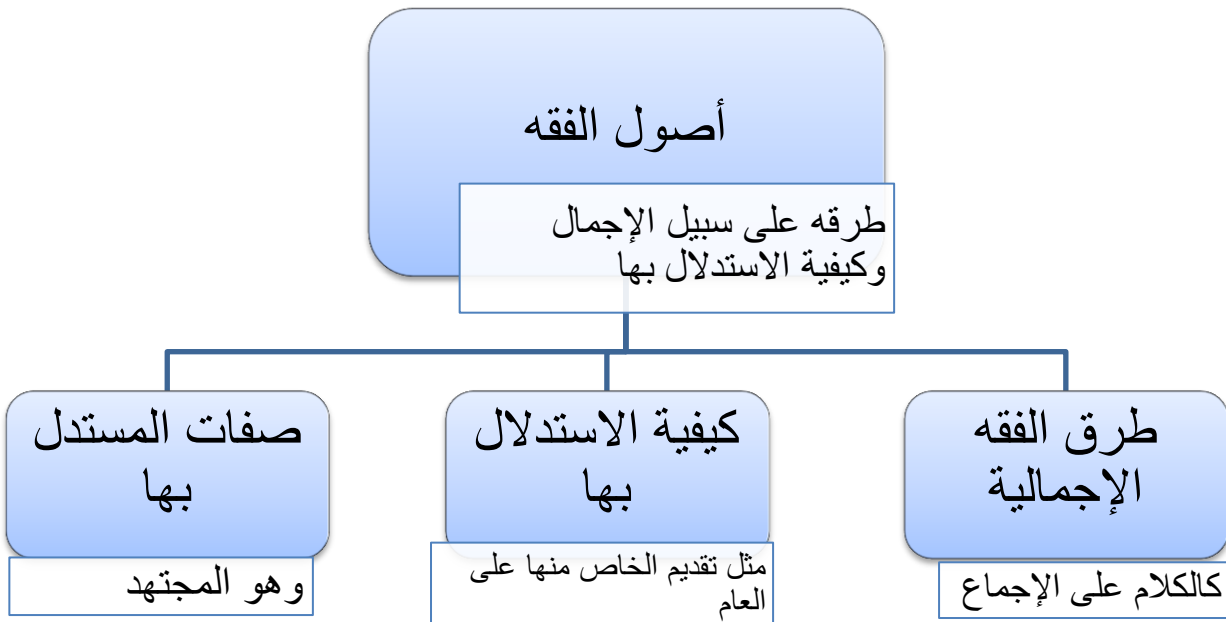 أصول الفقه
طرقه على سبيل الإجمال
وكيفية الاستدلال بها
طرق الفقه
الإجمالية
كالكلام على الإجماع
كيفية الاستدلال
بها
مثل تقديم الخاص منها على
العام
صفات المستدل
بها
وهو المجتهد